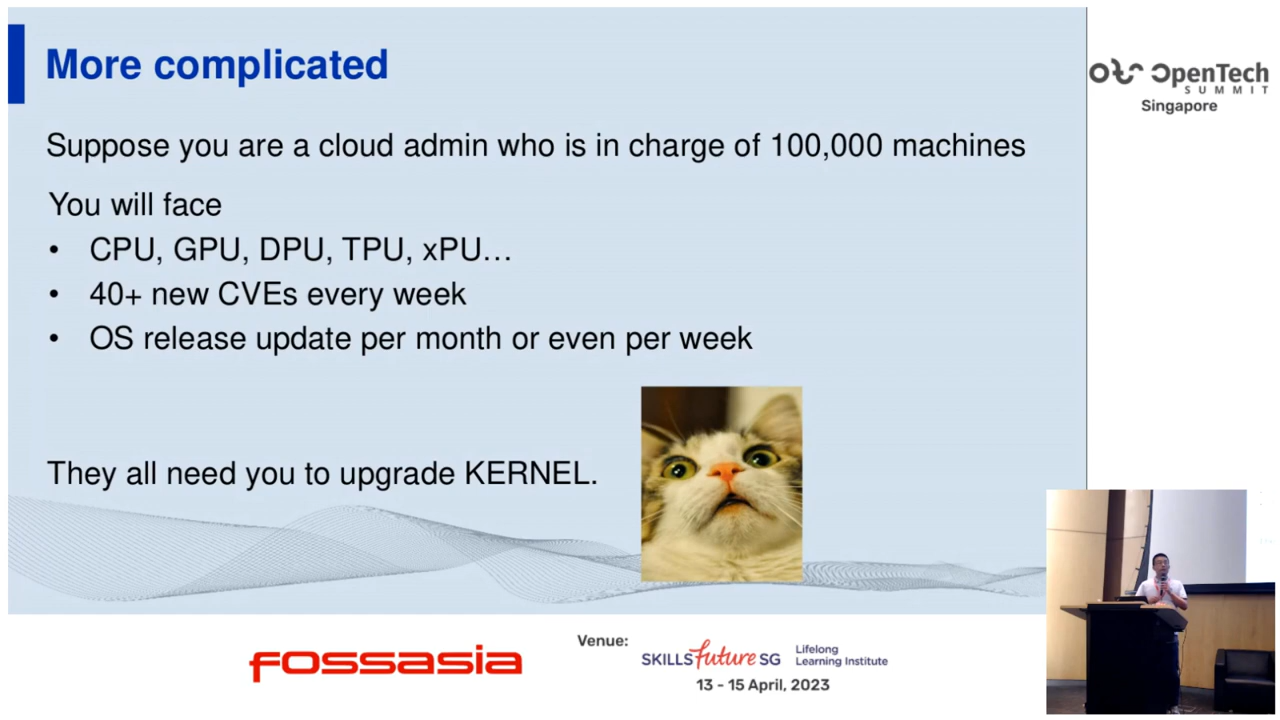 More complicated
Suppose you are a cloud admin who is in charge of 100,000 machines
You will face
• CPU, GPU, DPU, TPU, xPU…
• 40+ new CVEs every week
• OS release update per month or even per week
They all need you to upgrade KERNEL.
OpenTech
SUMMIT
Singapore
fossasia
Venue:
SKILLS future SG
Lifelong
Learning Institute
13 - 15 April, 2023